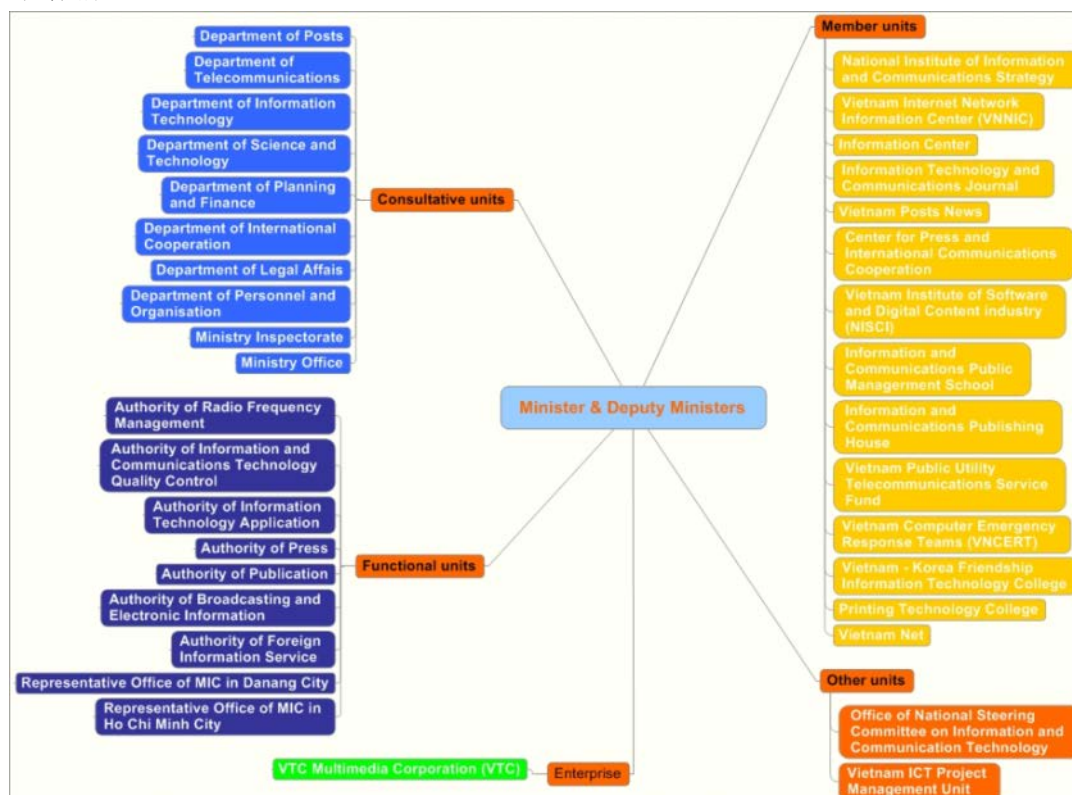 Department of Posts
Department of
Telecommunications
Department of Information
Technology
Department of Science and
Technology
Department of Planning
and Finance
Department of International
Cooperation
Department of Legal Affais
Department of Personnel and
Organisation
Ministry Inspectorate
Ministry Office
Consultative units
Authority of Radio Frequency
Management
Authority of Information and
Communications Technology
Quality Control
Authority of Information
Technology Application
Authority of Press
Authority of Publication
Authority of Broadcasting and
Electronic Information
Authority of Foreign
Information Service
Representative Office of MIC in Danang City
Representative Office of MIC in
Ho Chi Minh City
Functional units
VTC Multimedia Corporation (VTC)
Enterprise
Minister & Deputy Ministers
Member units
National Institute of Information
and Communications Strategy
Vietnam Internet Network
Information Center (VNNIC)
Information Center
Information Technology and
Communications Journal
Vietnam Posts News
Center for Press and
International Communications
Cooperation
Vietnam Institute of Software
and Digital Content industry
(NISCI)
Information and
Communications Public
Managerment School
Information and
Communications Publishing
House
Vietnam Public Utility
Telecommunications Service
Fund
Vietnam Computer Emergency
Response Teams (VNCERT)
Vietnam - Korea Friendship
Information Technology College
Printing Technology College
Vietnam Net
Other units
Office of National Steering
Committee on Information and
Communication Technology
Vietnam ICT Project
Management Unit